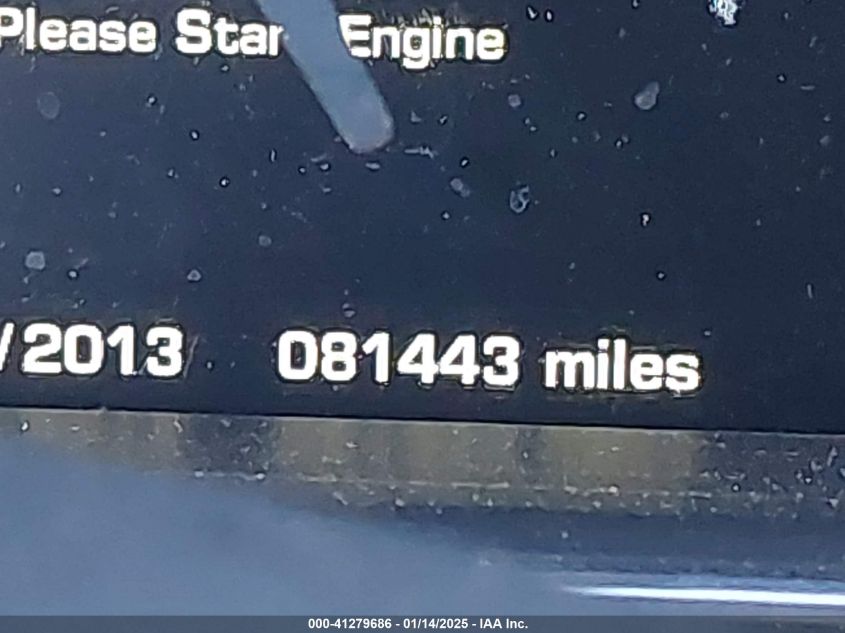 Please Star Engine
/2013 081443 miles
000-41279686 - 01/14/2025 - IAA Inc.